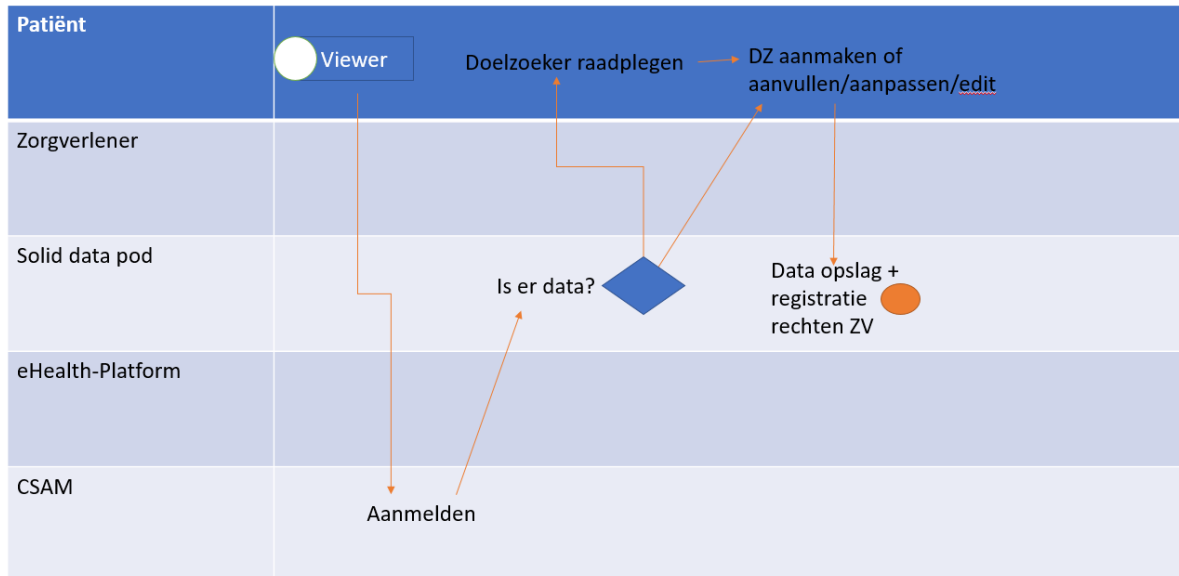 Patiënt
Viewer
Doelzoeker raadplegen
DZ aanmaken of
aanvullen/aanpassen/edit
Zorgverlener
Solid data pod
Is er data?
Data opslag +
registratie
rechten ZV
eHealth-Platform
CSAM
Aanmelden